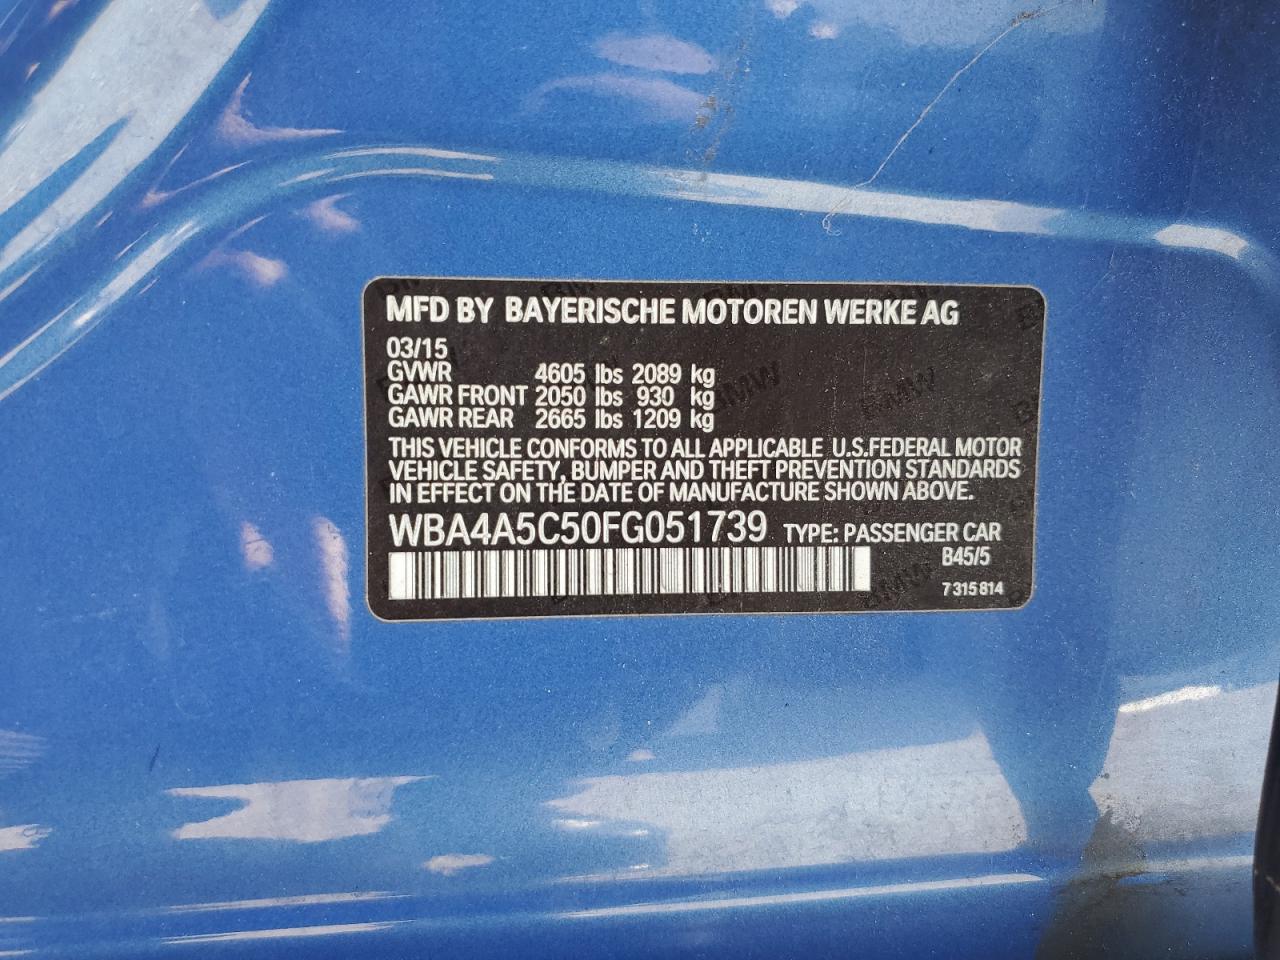 MFD BY BAYERISCHE MOTOREN WERKE AG
03/15
GVWR 4605 lbs 2089 kg
GAWR FRONT 2050 lbs 930 kg
GAWR REAR 2665 lbs 1209 kg
THIS VEHICLE CONFORMS TO ALL APPLICABLE U.S.FEDERAL MOTOR
VEHICLE SAFETY, BUMPER AND THEFT PREVENTION STANDARDS
IN EFFECT ON THE DATE OF MANUFACTURE SHOWN ABOVE.
WBA4A5C50FG051739 TYPE: PASSENGER CAR
B45/5
7 315 814